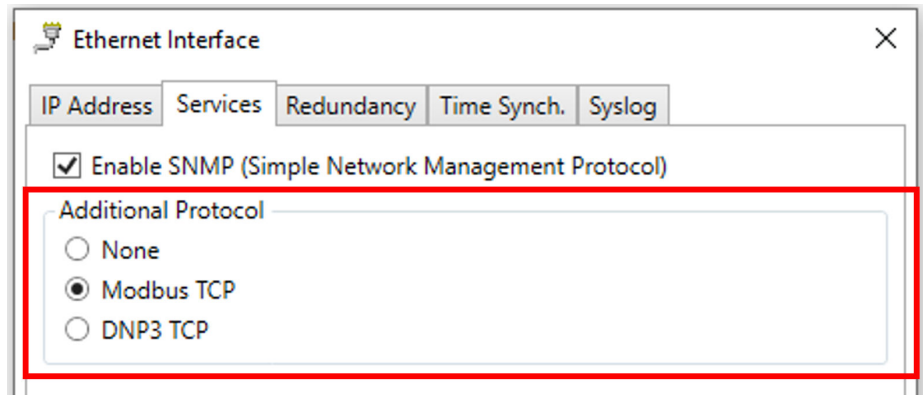 Ethernet Interface
IP Address Services Redundancy Time Synch. Syslog
Enable SNMP (Simple Network Management Protocol)
Additional Protocol
None
Modbus TCP
DNP3 TCP